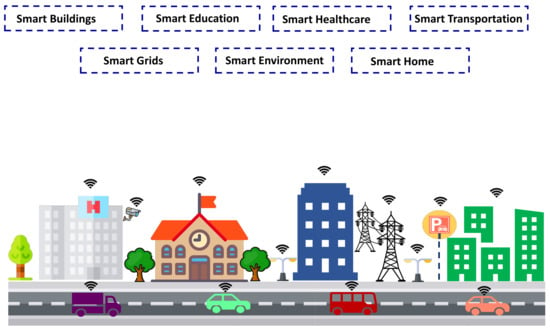 Smart Buildings
Smart Education
Smart Healthcare
Smart Transportation
Smart Grids
Smart Environment
Smart Home
H
P